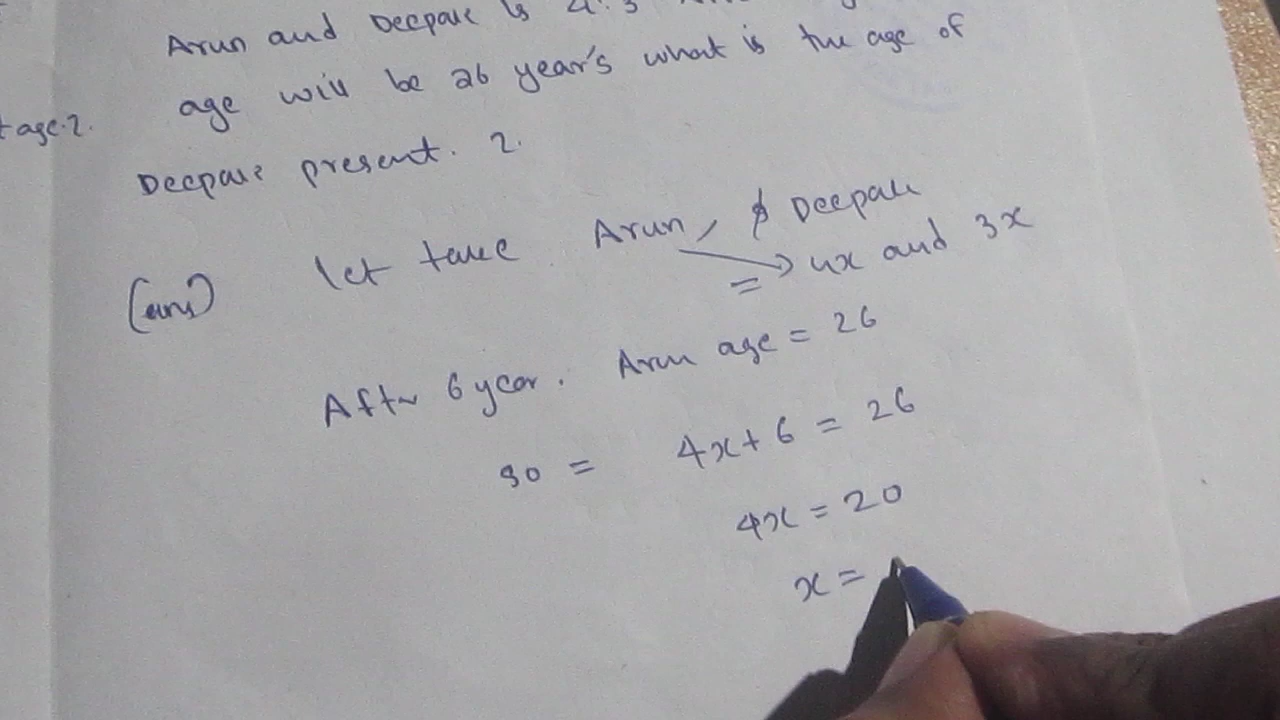 Arun and Deepak is 4:3
age will be 26 year's what is the age of
t age.2.
Deepak present. 2.
(ans) let take Arun, Deepak
= 4x and 3x
After 6 year. Arun age = 26
so = 4x+6 = 26
4x = 20
x =